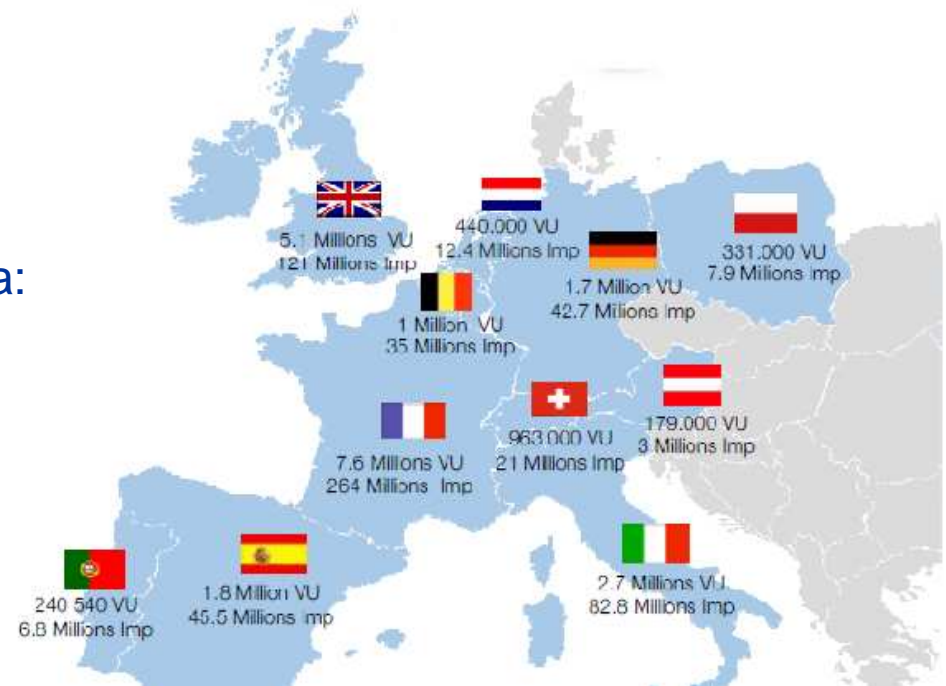 a:
5.1 Millions VU
121 Millions Imp
440.000 VU
12.4 Millions Imp
331.000 VU
7.9 Millions Imp
1.7 Million VU
42.7 Milions Imp
1 Million VU
35 Millions Imp
179.000 VU
3 Millions Imp
963.000 VU
21 Millions Imp
7.6 Millions VU
264 Millions Imp
2.7 Millions VU
82.8 Millions Imp
1.8 Million VU
45.5 Millions Imp
240 540 VU
6.8 Millions Imp